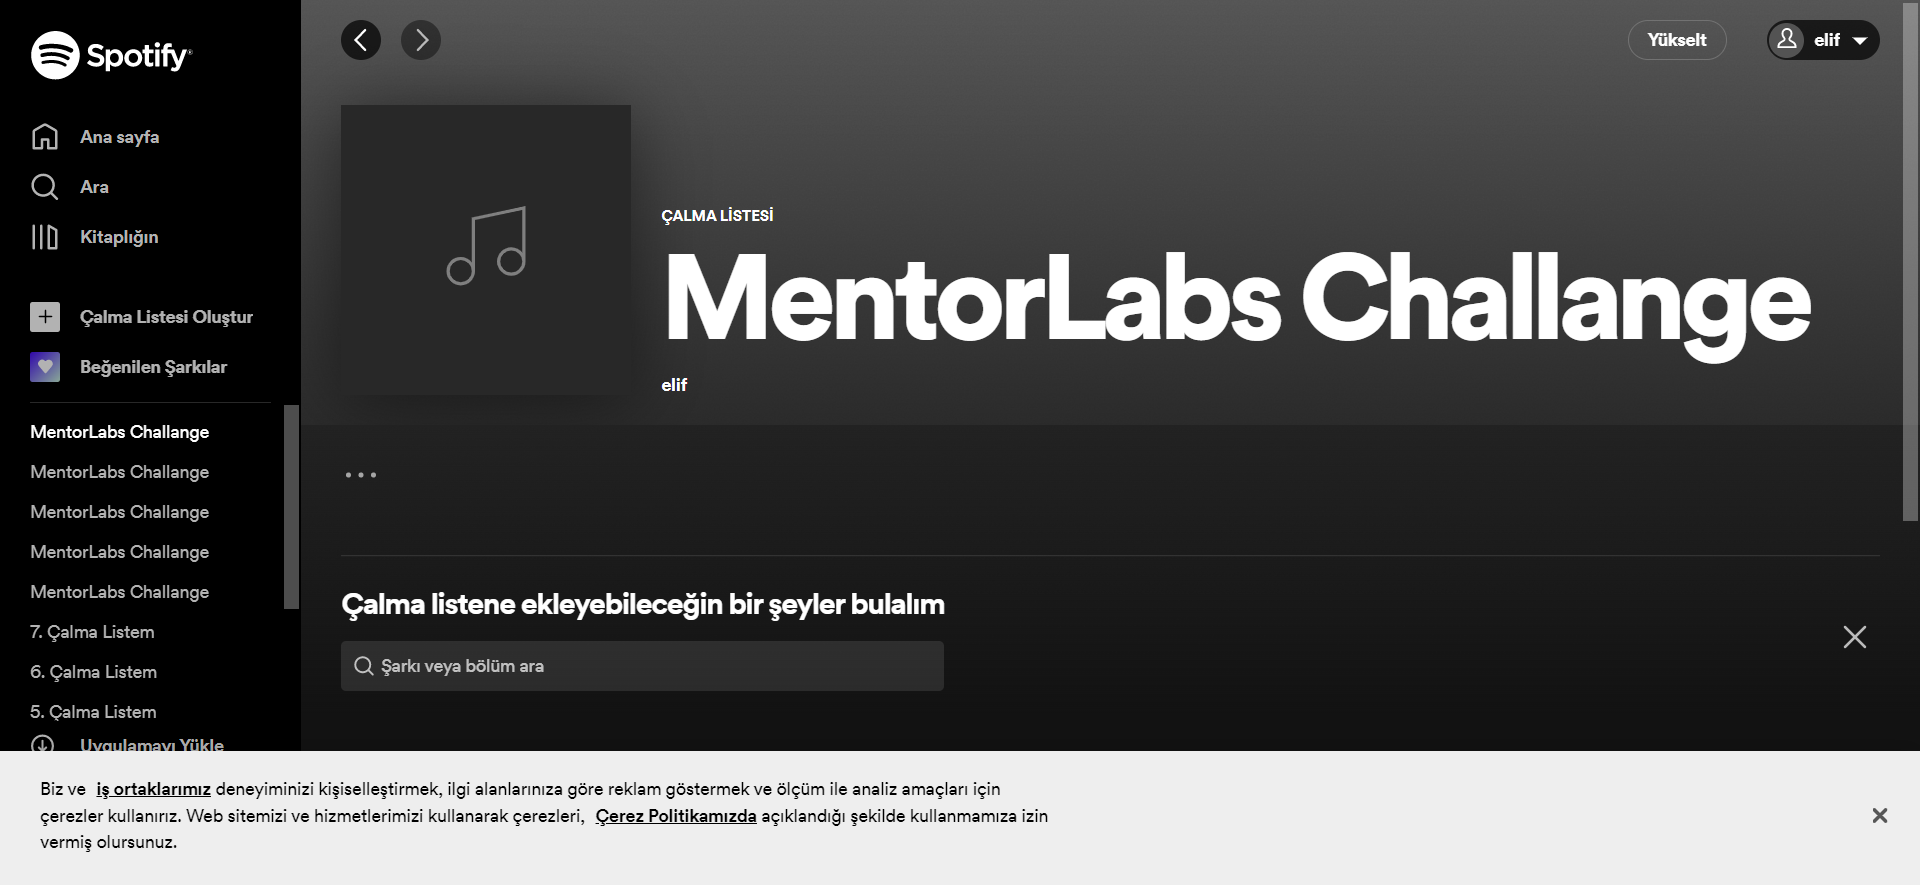 Spotify
Ana sayfa
Ara
Kitaplığın
Çalma Listesi Oluştur
Beğenilen Şarkılar
MentorLabs Challange
MentorLabs Challange
MentorLabs Challange
MentorLabs Challange
MentorLabs Challange
7. Çalma Listem
6. Çalma Listem
5. Çalma Listem
Uygulamayı Yükle
Yükselt
elif
ÇALMA LİSTESİ
MentorLabs Challange
elif
Çalma listene ekleyebileceğin bir şeyler bulalım
Şarkı veya bölüm ara
Biz ve iş ortaklarımız deneyiminizi kişiselleştirmek, ilgi alanlarınıza göre reklam göstermek ve ölçüm ile analiz amaçları için
çerezler kullanırız. Web sitemizi ve hizmetlerimizi kullanarak çerezleri, Çerez Politikamızda açıklandığı şekilde kullanmamıza izin
vermiş olursunuz.